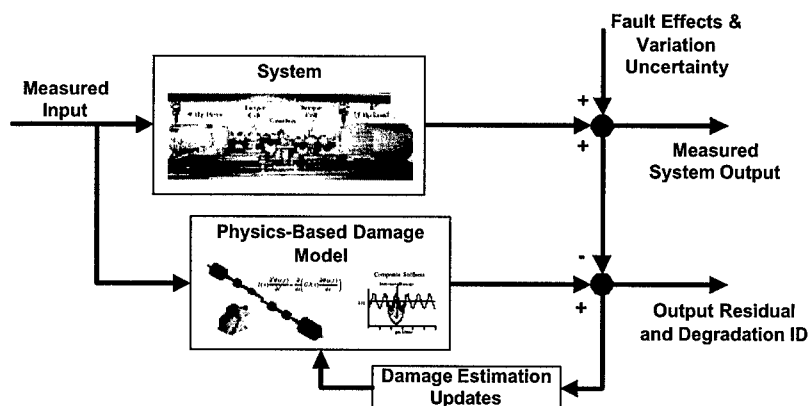 Fault Effects &
Variation
Uncertainty
Measured
Input
System
+
+
Measured
System Output
Physics-Based Damage
Model
-
+
Output Residual
and Degradation ID
Damage Estimation
Updates